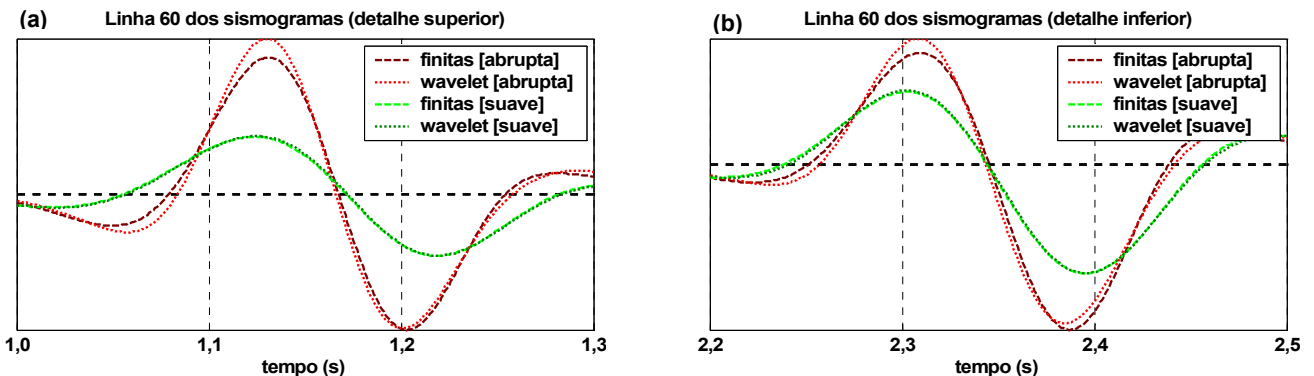 (a)
Linha 60 dos sismogramas (detalhe superior)
finitas [abrupta]
wavelet [abrupta]
finitas [suave]
wavelet [suave]
1,0 1,1 1,2 1,3
tempo (s)
(b)
Linha 60 dos sismogramas (detalhe inferior)
finitas [abrupta]
wavelet [abrupta]
finitas [suave]
wavelet [suave]
2,2 2,3 2,4 2,5
tempo (s)